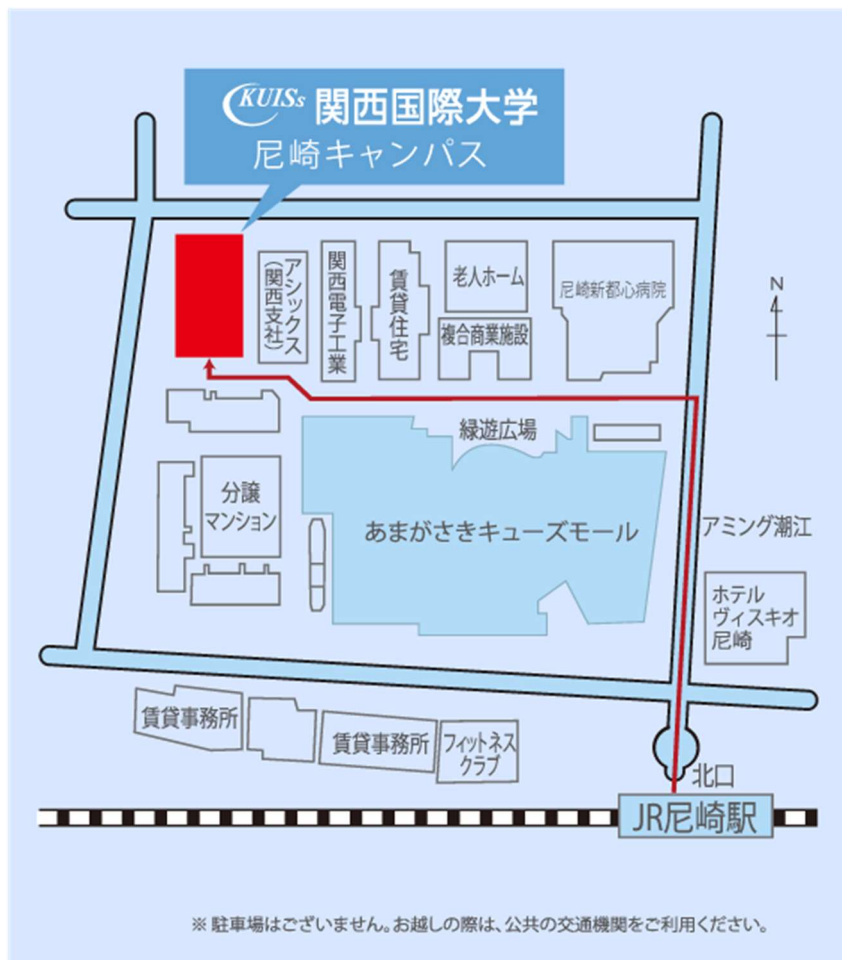 KUISs 関西国際大学
尼崎キャンパス
アシックス
（関西支社）
関西電子工業
賃貸住宅
老人ホーム
複合商業施設
尼崎新都心病院
N
緑遊広場
分譲
マンション
あまがさきキューズモール
アミング潮江
ホテル
ヴィスキオ
尼崎
賃貸事務所
賃貸事務所
フィットネス
クラブ
北口
JR尼崎駅
※ 駐車場はございません。お越しの際は、公共の交通機関をご利用ください。